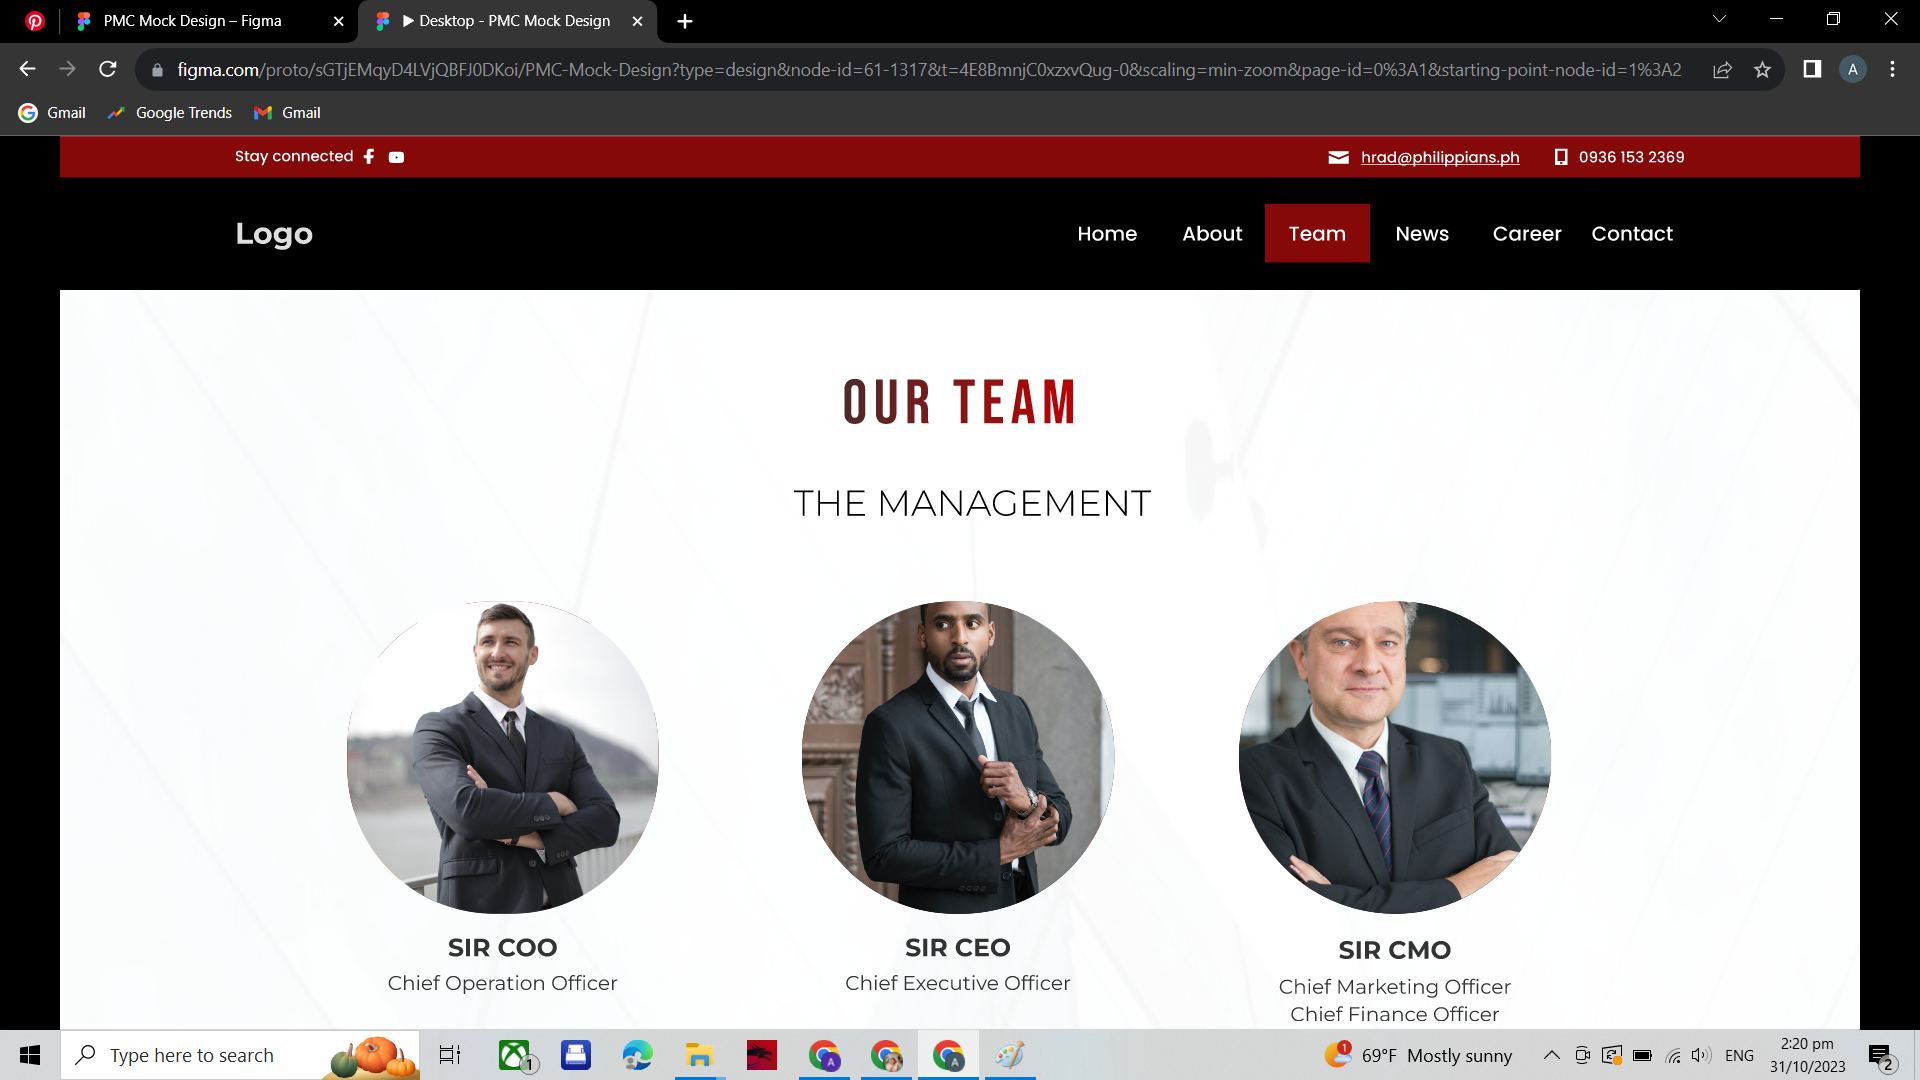 PMC Mock Design – Figma
▶ Desktop - PMC Mock Design
figma.com/proto/sGTjEMqyD4LVjQBFJ0DKoi/PMC-Mock-Design?type=design&node-id=61-1317&t=4E8BmnjC0xzxvQug-0&scaling=min-zoom&page-id=0%3A1&starting-point-node-id=1%3A2
A
Gmail Google Trends Gmail
Stay connected hrad@philippians.ph 0936 153 2369
Logo Home About Team News Career Contact
OUR TEAM
THE MANAGEMENT
SIR COO
Chief Operation Officer
SIR CEO
Chief Executive Officer
SIR CMO
Chief Marketing Officer
Chief Finance Officer
Type here to search
1
A
A
1
69°F Mostly sunny
ENG
2:20 pm
31/10/2023
2